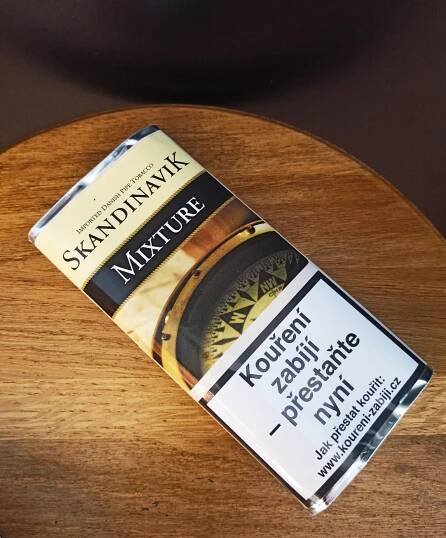 IMPORTED DANISH PIPE TOBACCO
SKANDINAVIK
MIXTURE
Kouření
zabíjí
– přestaňte
nyní
Jak přestat kouřit:
www.koureni-zabiji.cz